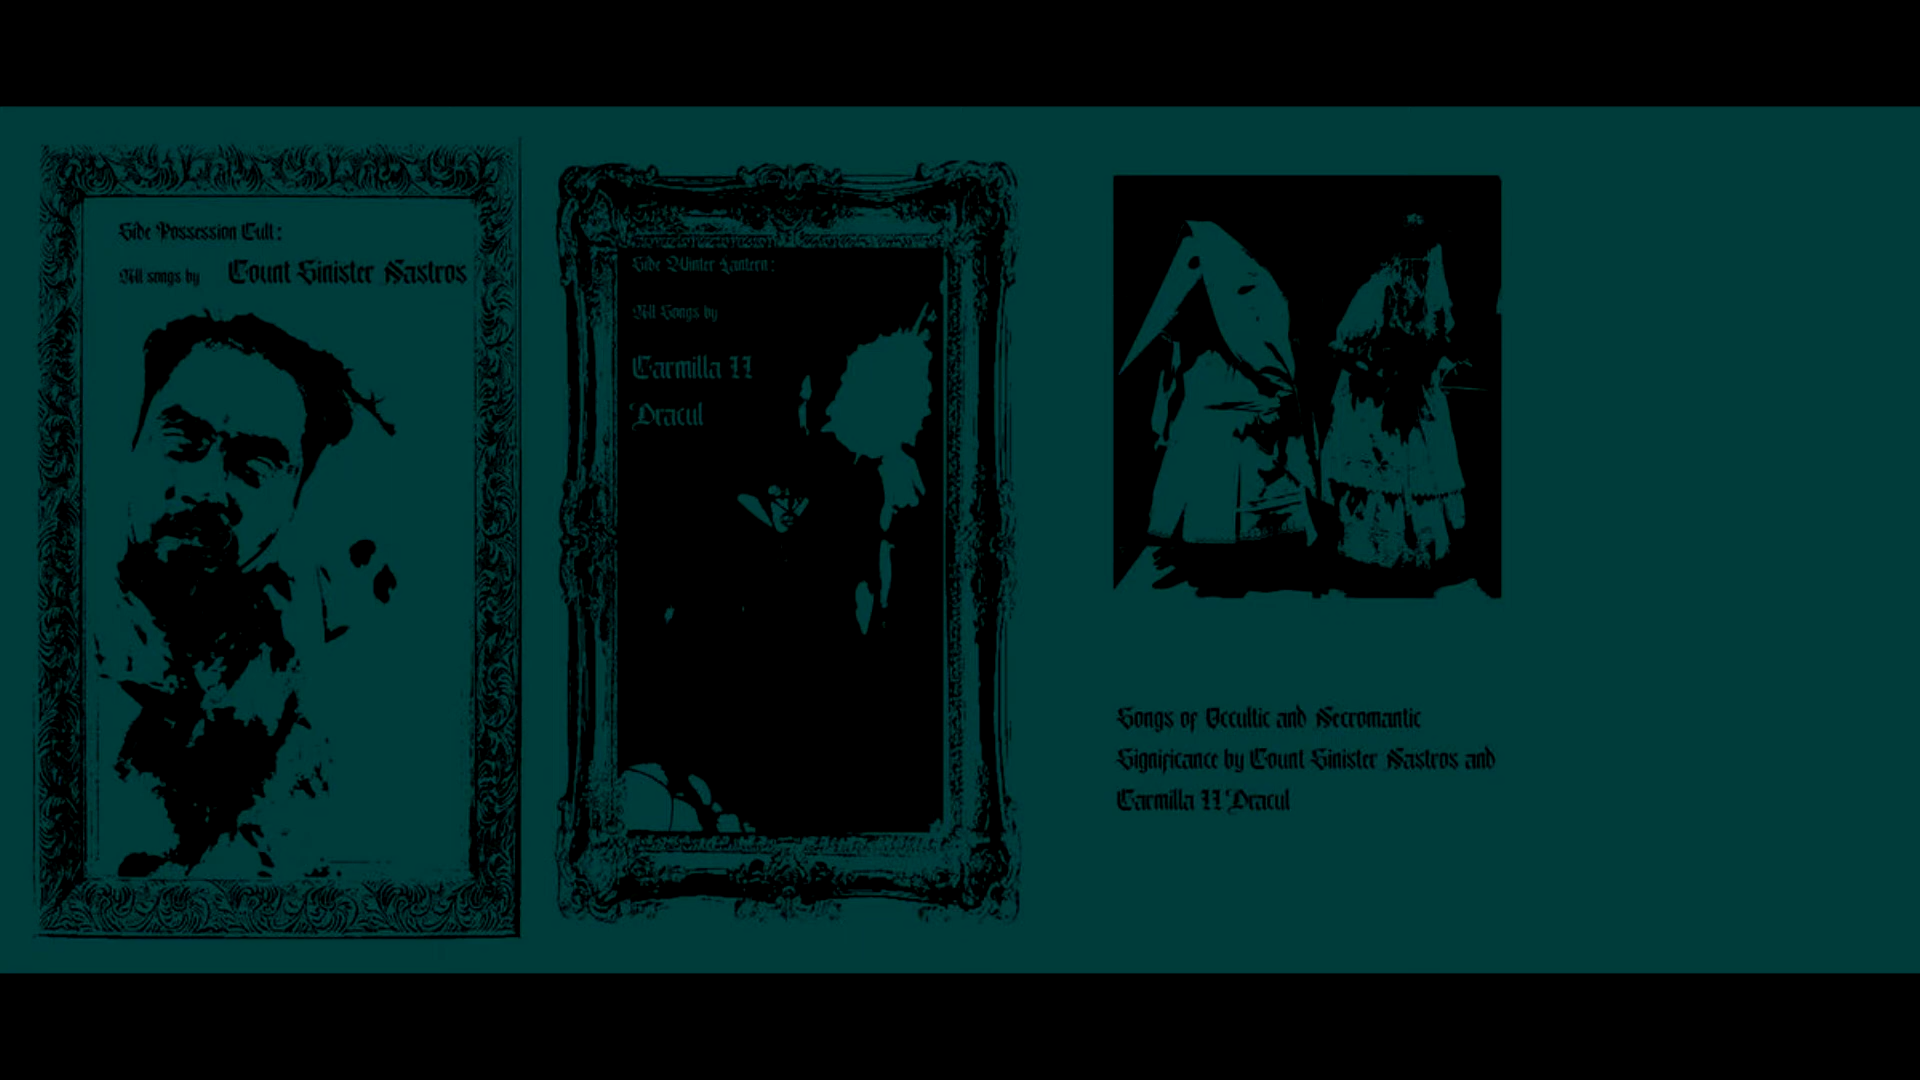 Side Possession Cult:
All songs by Count Sinister Nastros
Side Winter Lantern:
All Songs by
Carmilla II
Dracul
Songs of Occultic and Necromantic
Significance by Count Sinister Nastros and
Carmilla II Dracul